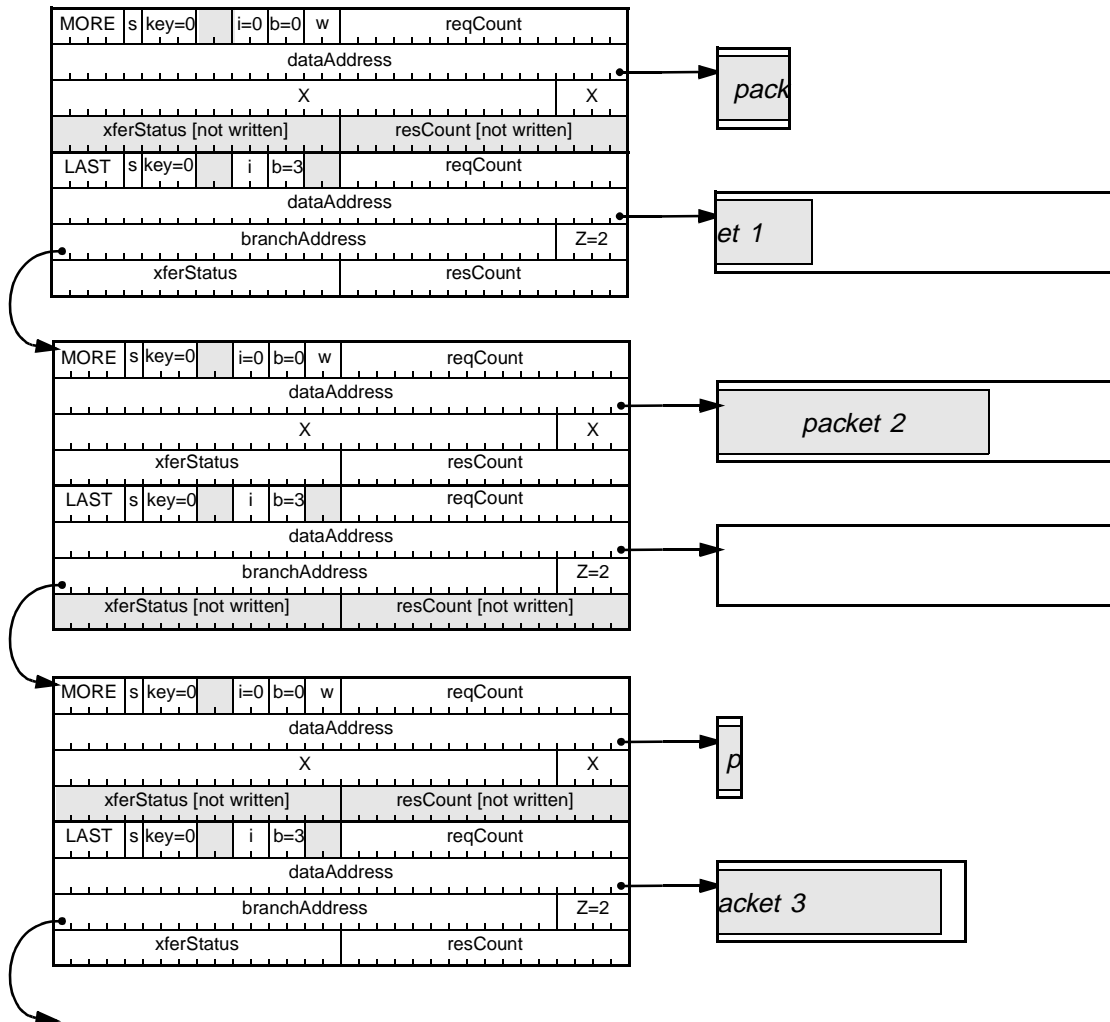 MORE s key=0 i=0 b=0 w reqCount
dataAddress
pack
X X
xferStatus [not written] resCount [not written]
LAST s key=0 i b=3 reqCount
dataAddress
et 1
branchAddress Z=2
xferStatus resCount
MORE s key=0 i=0 b=0 w reqCount
dataAddress
packet 2
X X
xferStatus resCount
LAST s key=0 i b=3 reqCount
dataAddress
branchAddress Z=2
xferStatus [not written] resCount [not written]
MORE s key=0 i=0 b=0 w reqCount
dataAddress
p
X X
xferStatus [not written] resCount [not written]
LAST s key=0 i b=3 reqCount
dataAddress
acket 3
branchAddress Z=2
xferStatus resCount